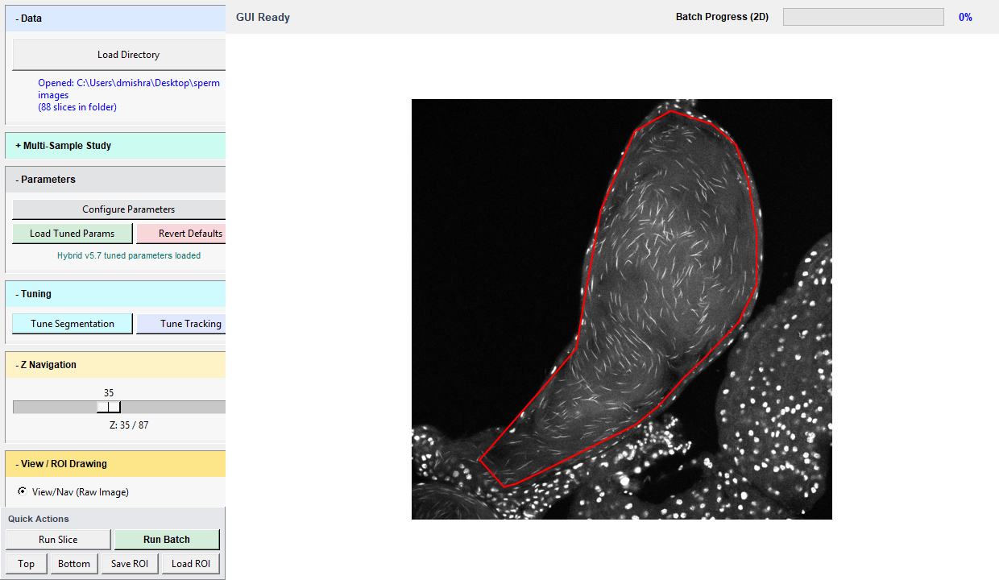 - Data
Load Directory
Opened: C:\Users\dmishra\Desktop\sperm
images
(88 slices in folder)
+ Multi-Sample Study
- Parameters
Configure Parameters
Load Tuned Params
Revert Defaults
Hybrid v5.7 tuned parameters loaded
- Tuning
Tune Segmentation
Tune Tracking
- Z Navigation
35
Z: 35 / 87
- View / ROI Drawing
View/Nav (Raw Image)
Quick Actions
Run Slice
Run Batch
Top
Bottom
Save ROI
Load ROI
GUI Ready
Batch Progress (2D)
0%